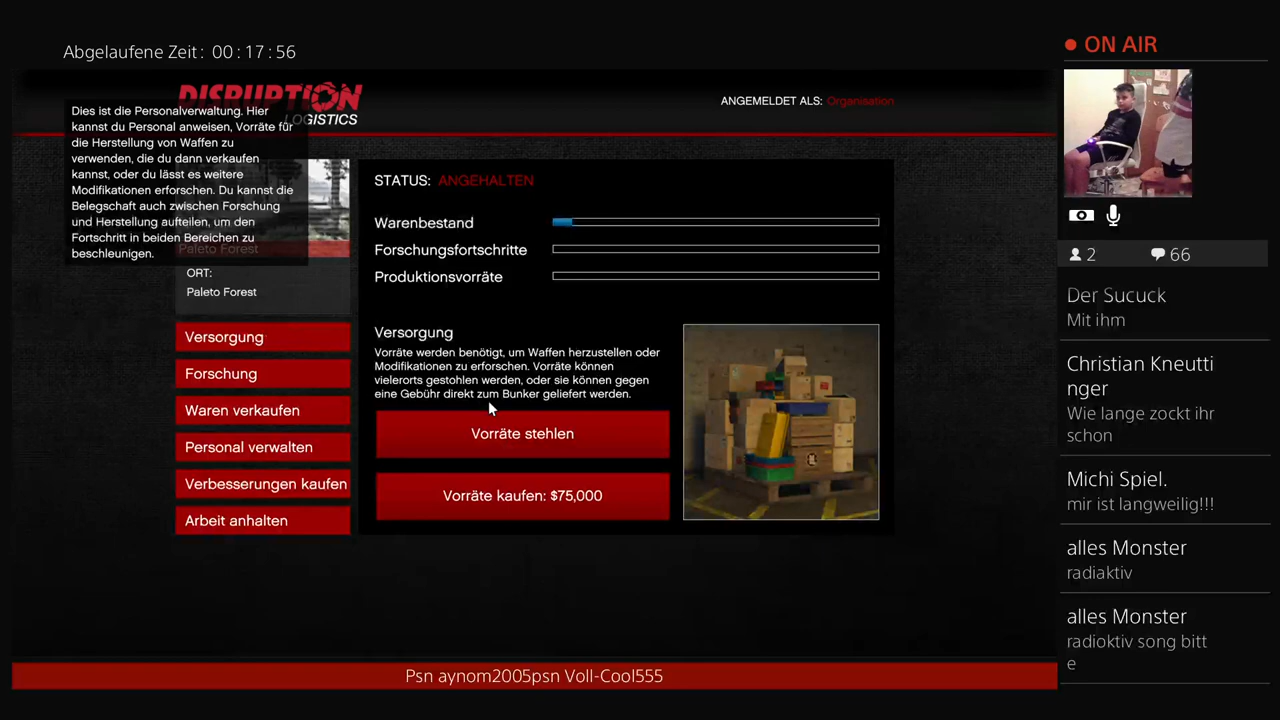 Abgelaufene Zeit: 00:17:56
ON AIR
DISRUPTION
LOGISTICS
ANGEMELDET ALS: Organisation
Dies ist die Personalverwaltung. Hier
kannst du Personal anweisen, Vorräte für
die Herstellung von Waffen zu
verwenden, die du dann verkaufen
kannst, oder du lässt es weitere
Modifikationen erforschen. Du kannst die
Belegschaft auch zwischen Forschung
und Herstellung aufteilen, um den
Fortschritt in beiden Bereichen zu
beschleunigen.
Paleto Forest
ORT:
Paleto Forest
Versorgung
Forschung
Waren verkaufen
Personal verwalten
Verbesserungen kaufen
Arbeit anhalten
STATUS: ANGEHALTEN
Warenbestand
Forschungsfortschritte
Produktionsvorräte
Versorgung
Vorräte werden benötigt, um Waffen herzustellen oder
Modifikationen zu erforschen. Vorräte können
vielerorts gestohlen werden, oder sie können gegen
eine Gebühr direkt zum Bunker geliefert werden.
Vorräte stehlen
Vorräte kaufen: $75,000
2 66
Der Sucuck
Mit ihm
Christian Kneutti
nger
Wie lange zockt ihr
schon
Michi Spiel.
mir ist langweilig!!!
alles Monster
radiaktiv
alles Monster
radioktiv song bitt
e
Psn aynom2005psn Voll-Cool555